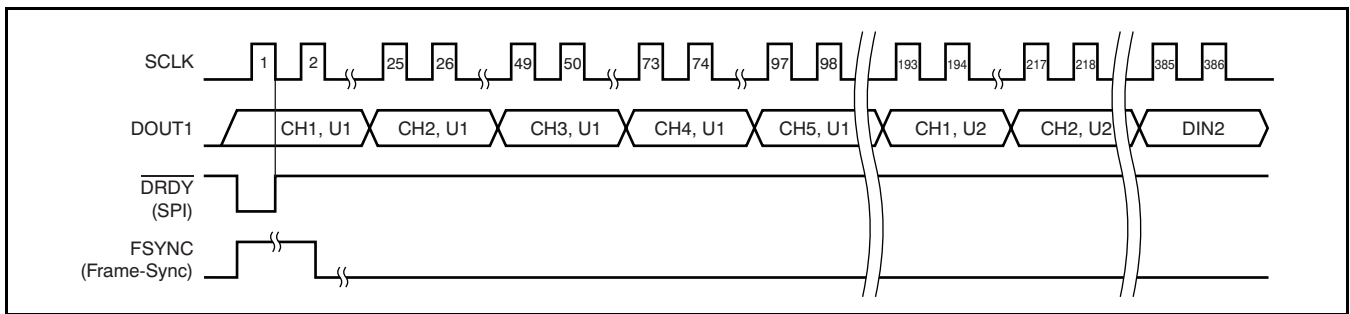 SCLK
1 2 25 26 49 50 73 74 97 98 193 194 217 218 385 386
DOUT1
CH1, U1 CH2, U1 CH3, U1 CH4, U1 CH5, U1 CH1, U2 CH2, U2 DIN2
DRDY
(SPI)
FSYNC
(Frame-Sync)